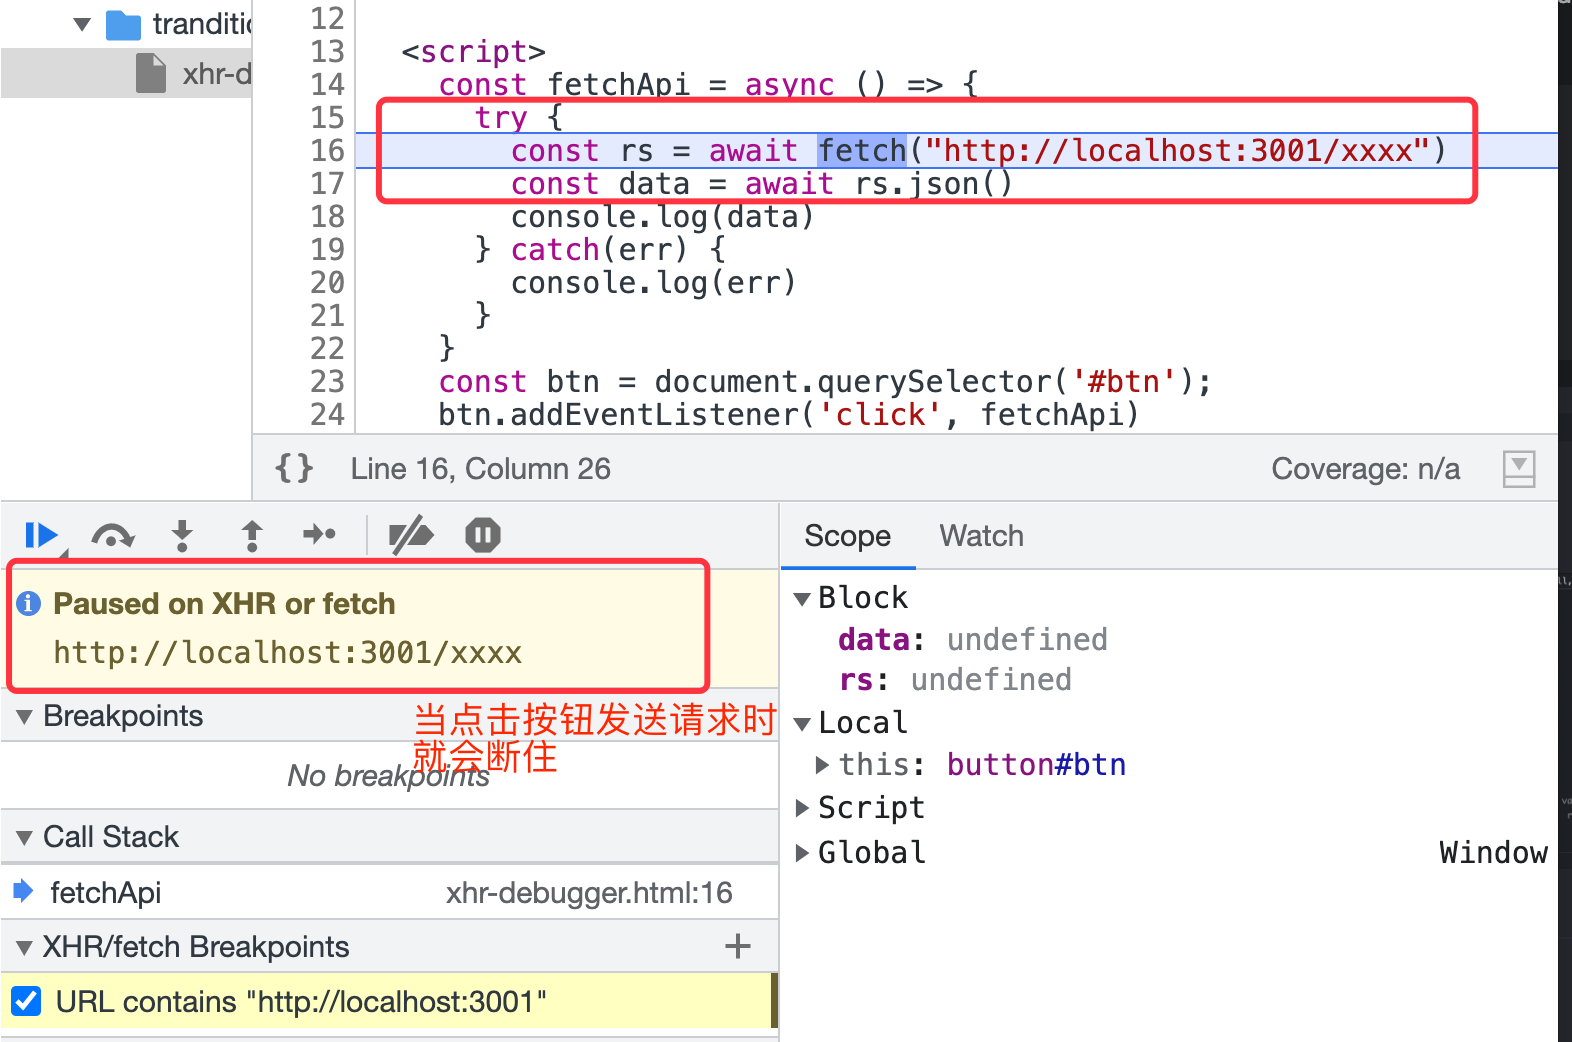 tranditic
xhr-d
12
13 <script>
14 const fetchApi = async () => {
15 try {
16 const rs = await fetch("http://localhost:3001/xxxx")
17 const data = await rs.json()
18 console.log(data)
19 } catch(err) {
20 console.log(err)
21 }
22 }
23 const btn = document.querySelector('#btn');
24 btn.addEventListener('click', fetchApi)
{} Line 16, Column 26 Coverage: n/a
Paused on XHR or fetch
http://localhost:3001/xxxx
Breakpoints
当点击按钮发送请求时
就会断住
No breakpoints
Call Stack
fetchApi xhr-debugger.html:16
XHR/fetch Breakpoints +
URL contains "http://localhost:3001"
Scope Watch
Block
data: undefined
rs: undefined
Local
this: button#btn
Script
Global Window